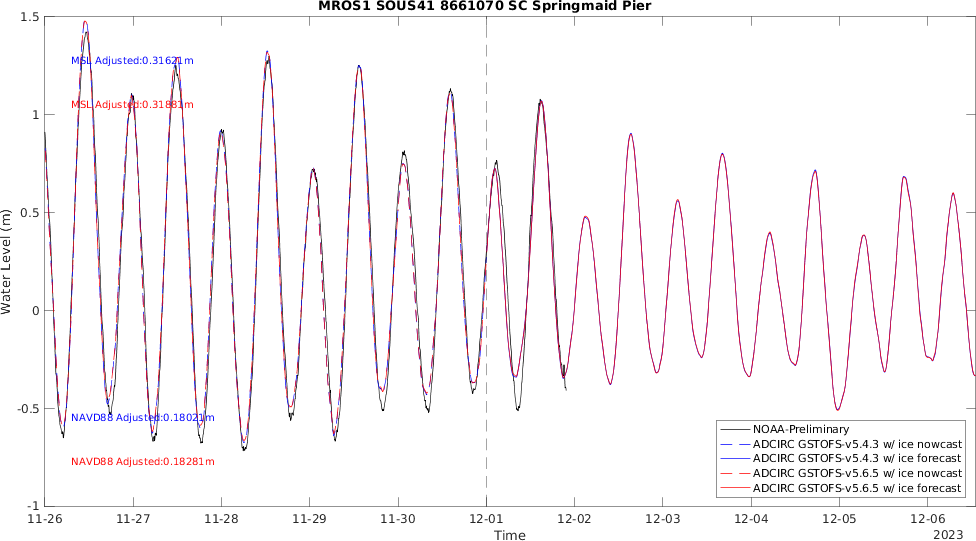 MROS1 SOUS41 8661070 SC Springmaid Pier
1.5
1
0.5
0
-0.5
-1
Water Level (m)
MSL Adjusted:0.31621m
MSL Adjusted:0.31881m
NAVD88 Adjusted:0.18021m
NAVD88 Adjusted:0.18281m
NOAA-Preliminary
ADCIRC GSTOFS-v5.4.3 w/ ice nowcast
ADCIRC GSTOFS-v5.4.3 w/ ice forecast
ADCIRC GSTOFS-v5.6.5 w/ ice nowcast
ADCIRC GSTOFS-v5.6.5 w/ ice forecast
11-26 11-27 11-28 11-29 11-30 12-01 12-02 12-03 12-04 12-05 12-06
Time
2023